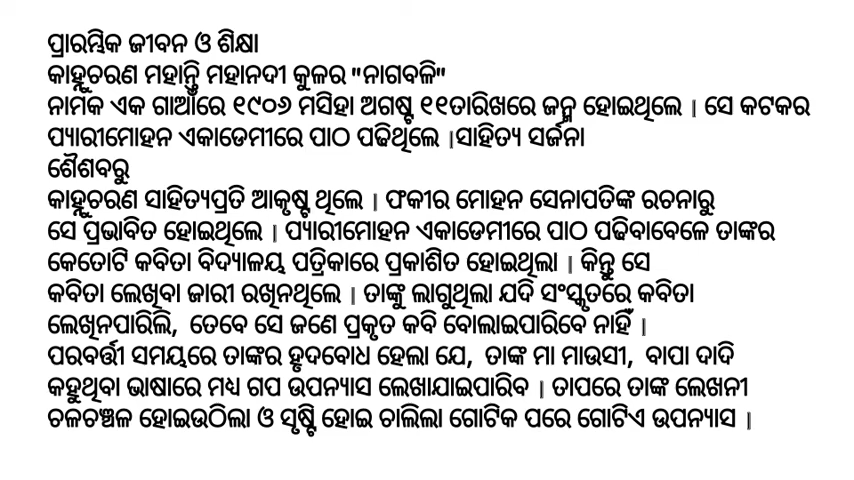 ପ୍ରାରମ୍ଭିକ ଜୀବନ ଓ ଶିକ୍ଷା
କାହ୍ନୁଚରଣ ମହାନ୍ତି ମହାନଦୀ କୂଳର "ନାଗବଳି"
ନାମକ ଏକ ଗାଆଁରେ ୧୯୦୬ ମସିହା ଅଗଷ୍ଟ ୧୧ତାରିଖରେ ଜନ୍ମ ହୋଇଥିଲେ । ସେ କଟକର
ପ୍ୟାରୀମୋହନ ଏକାଡେମୀରେ ପାଠ ପଢିଥିଲେ ।ସାହିତ୍ୟ ସର୍ଜନା
ଶୈଶବରୁ
କାହ୍ନୁଚରଣ ସାହିତ୍ୟପ୍ରତି ଆକୃଷ୍ଟ ଥିଲେ । ଫକୀର ମୋହନ ସେନାପତିଙ୍କ ରଚନାରୁ
ସେ ପ୍ରଭାବିତ ହୋଇଥିଲେ । ପ୍ୟାରୀମୋହନ ଏକାଡେମୀରେ ପାଠ ପଢିବାବେଳେ ତାଙ୍କର
କେତୋଟି କବିତା ବିଦ୍ୟାଳୟ ପତ୍ରିକାରେ ପ୍ରକାଶିତ ହୋଇଥିଲା । କିନ୍ତୁ ସେ
କବିତା ଲେଖିବା ଜାରୀ ରଖିନଥିଲେ । ତାଙ୍କୁ ଲାଗୁଥିଲା ଯଦି ସଂସ୍କୃତରେ କବିତା
ଲେଖିନପାରିଲି, ତେବେ ସେ ଜଣେ ପ୍ରକୃତ କବି ବୋଲାଇପାରିବେ ନାହିଁ ।
ପରବର୍ତ୍ତୀ ସମୟରେ ତାଙ୍କର ହୃଦବୋଧ ହେଲା ଯେ, ତାଙ୍କ ମା ମାଉସୀ, ବାପା ଦାଦି
କହୁଥିବା ଭାଷାରେ ମଧ୍ୟ ଗପ ଉପନ୍ୟାସ ଲେଖାଯାଇପାରିବ । ତାପରେ ତାଙ୍କ ଲେଖନୀ
ଚଳଚଞ୍ଚଳ ହୋଇଉଠିଲା ଓ ସୃଷ୍ଟି ହୋଇ ଚାଲିଲା ଗୋଟିକ ପରେ ଗୋଟିଏ ଉପନ୍ୟାସ ।